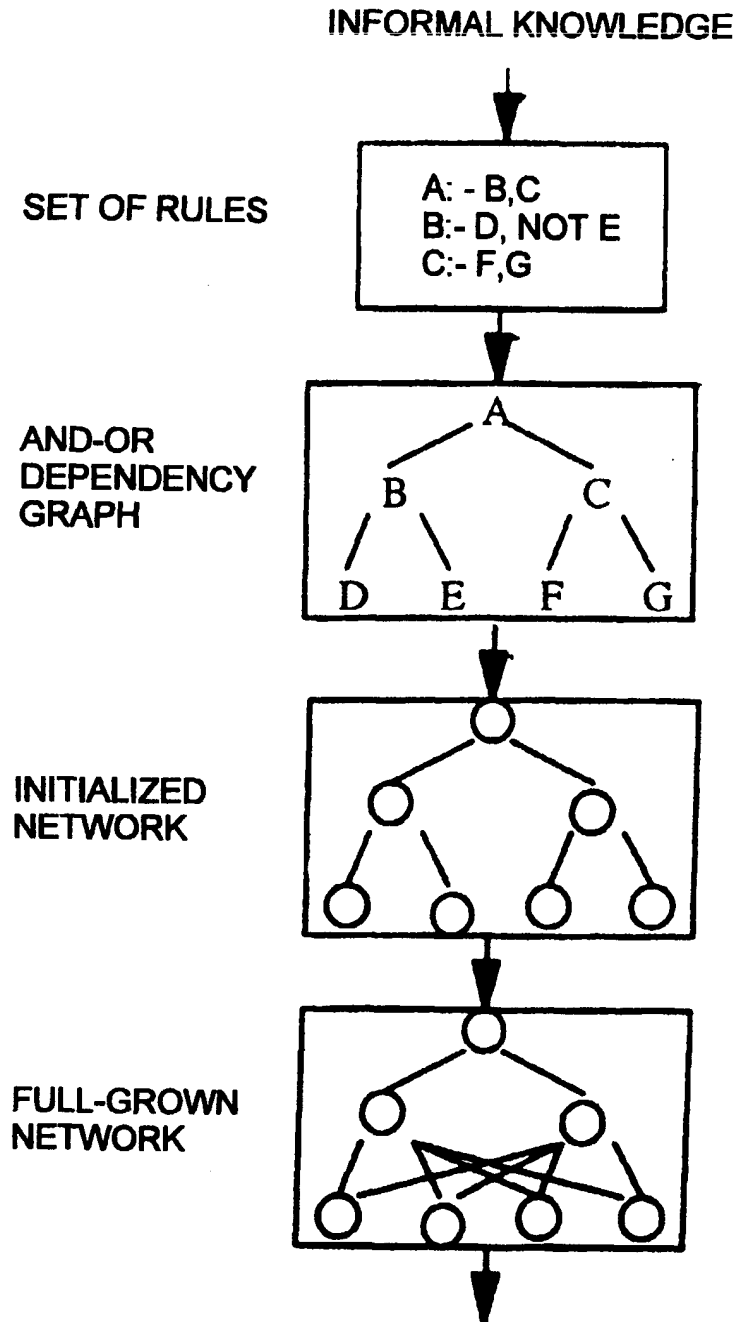 INFORMAL KNOWLEDGE
SET OF RULES
A: - B,C
B:- D, NOT E
C:- F,G
AND-OR
DEPENDENCY
GRAPH
A
B C
D E F G
INITIALIZED
NETWORK
FULL-GROWN
NETWORK